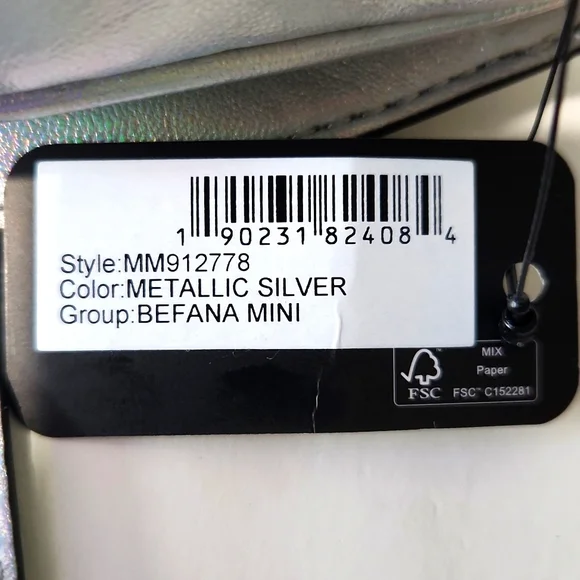 1 90231 82408 4
Style:MM912778
Color:METALLIC SILVER
Group:BEFANA MINI
FSC
MIX
Paper
FSC™ C152281